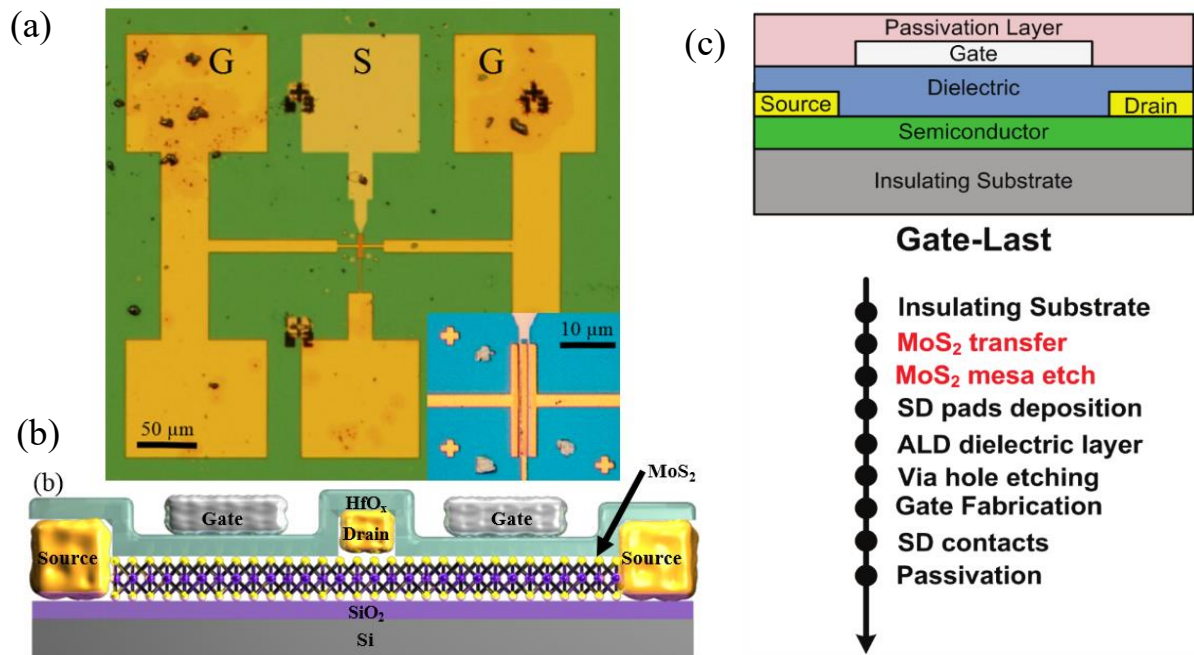 (a)
G
S
G
50 µm
10 µm
(b)
(b)
MoS₂
HfOₓ
Gate
Gate
Drain
Source
Source
SiO₂
Si
(c)
Passivation Layer
Gate
Dielectric
Source
Drain
Semiconductor
Insulating Substrate
Gate-Last
Insulating Substrate
MoS₂ transfer
MoS₂ mesa etch
SD pads deposition
ALD dielectric layer
Via hole etching
Gate Fabrication
SD contacts
Passivation